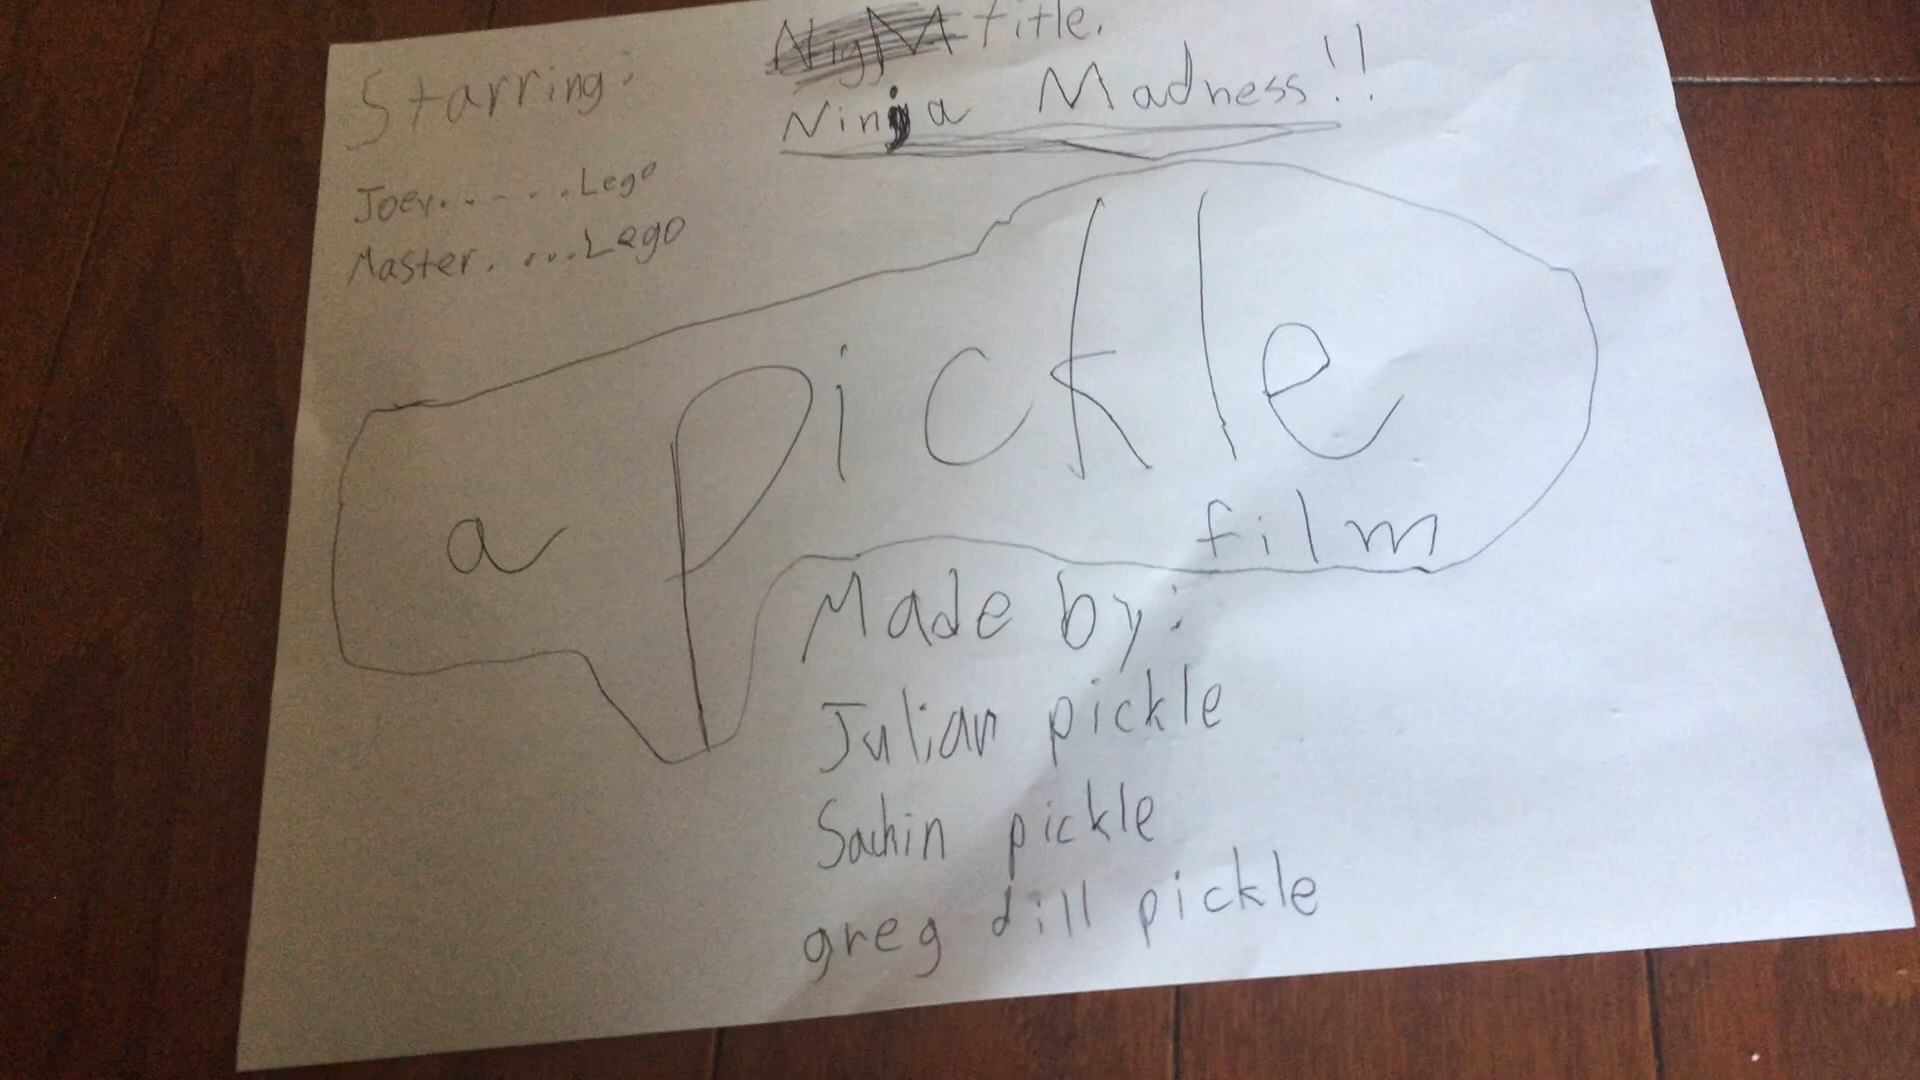 title.
Ninja Madness!!
Starring:
Joey.......Lego
Master.....Lego
a pickle
film
Made by:
Julian pickle
Sachin pickle
greg dill pickle